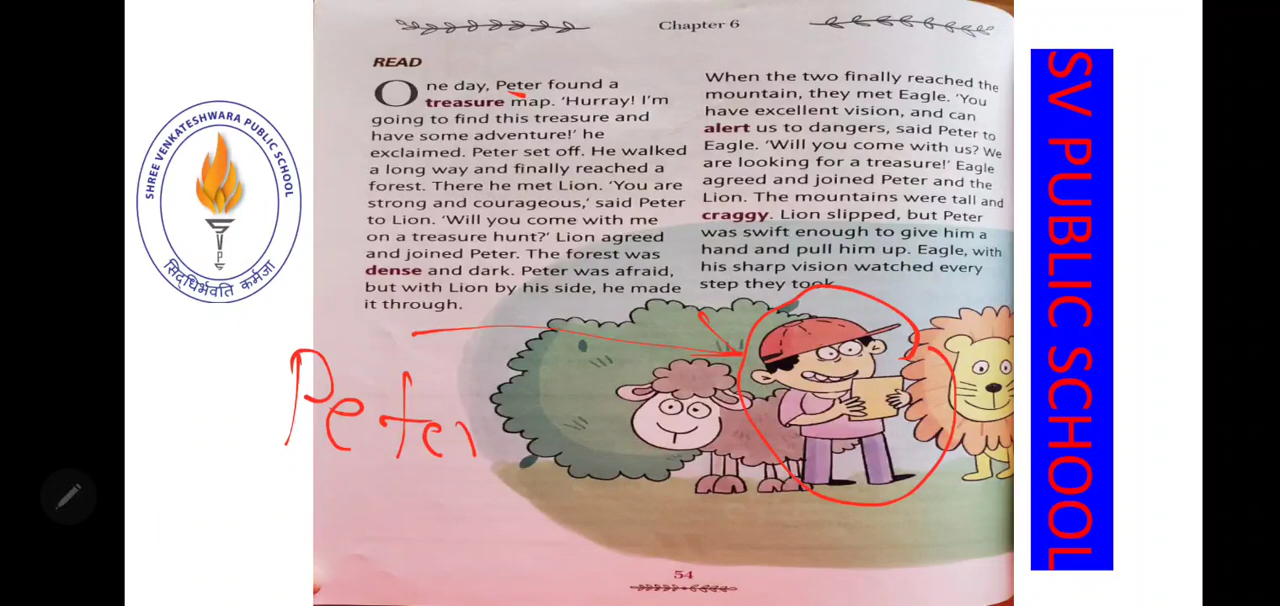 Chapter 6
READ
One day, Peter found a
treasure map. ‘Hurray! I’m
going to find this treasure and
have some adventure!’ he
exclaimed. Peter set off. He walked
a long way and finally reached a
forest. There he met Lion. ‘You are
strong and courageous,’ said Peter
to Lion. ‘Will you come with me
on a treasure hunt?’ Lion agreed
and joined Peter. The forest was
dense and dark. Peter was afraid,
but with Lion by his side, he made
it through.
When the two finally reached the
mountain, they met Eagle. ‘You
have excellent vision, and can
alert us to dangers, said Peter to
Eagle. ‘Will you come with us? We
are looking for a treasure!’ Eagle
agreed and joined Peter and the
Lion. The mountains were tall and
craggy. Lion slipped, but Peter
was swift enough to give him a
hand and pull him up. Eagle, with
his sharp vision watched every
step they took.
Peter
54
SHREE VENKATESHWARA PUBLIC SCHOOL
SVPS
सिद्धिर्भवति कर्मजा
SV PUBLIC SCHOOL